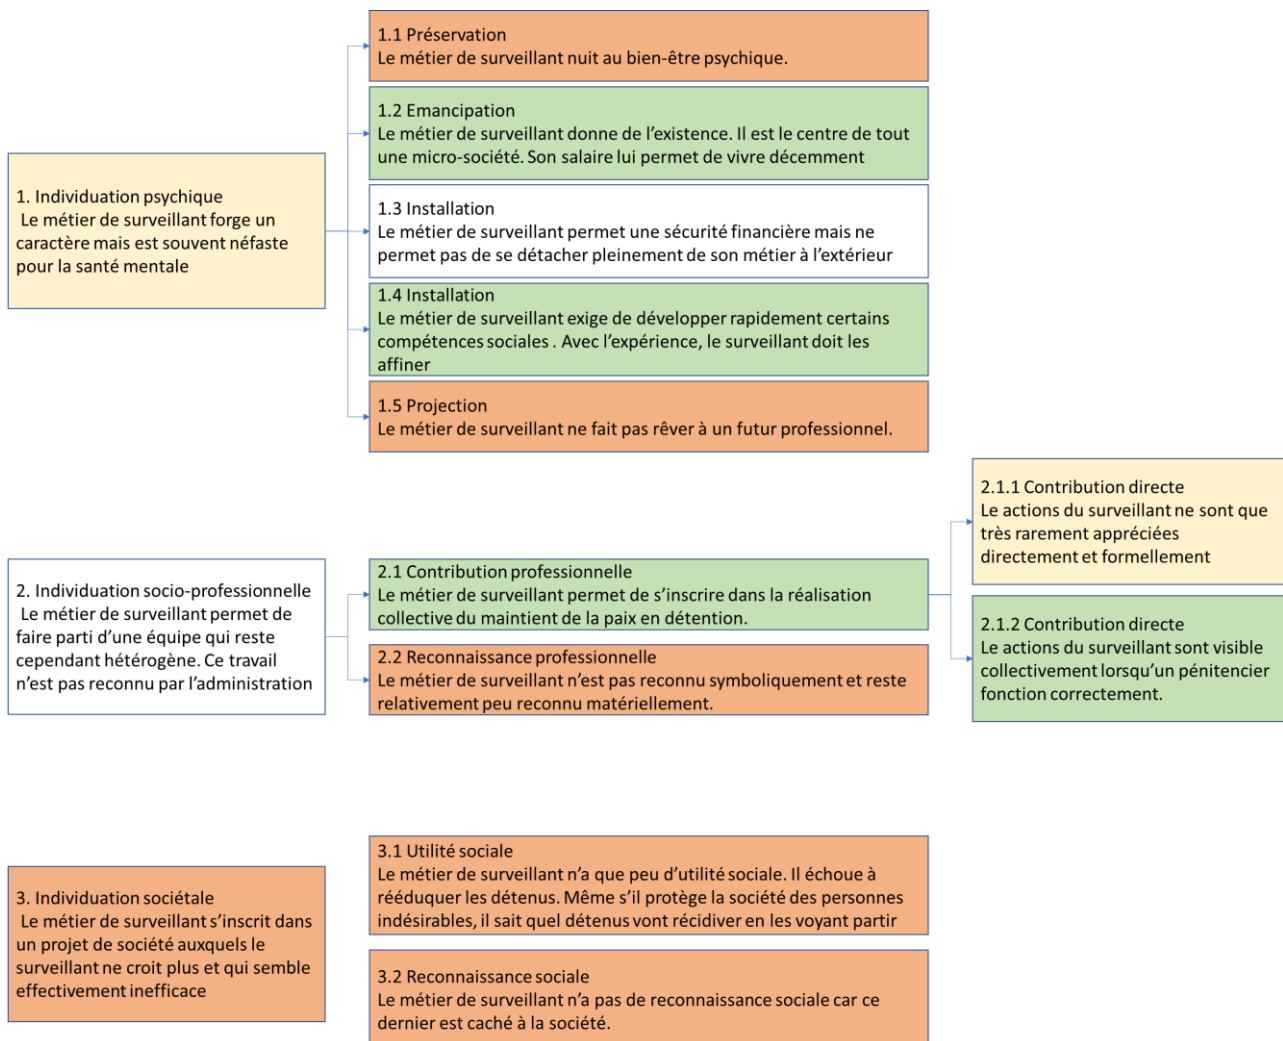 1. Individuation psychique
Le métier de surveillant forge un
caractère mais est souvent néfaste
pour la santé mentale
1.1 Préservation
Le métier de surveillant nuit au bien-être psychique.
1.2 Emancipation
Le métier de surveillant donne de l’existence. Il est le centre de tout
une micro-société. Son salaire lui permet de vivre décemment
1.3 Installation
Le métier de surveillant permet une sécurité financière mais ne
permet pas de se détacher pleinement de son métier à l’extérieur
1.4 Installation
Le métier de surveillant exige de développer rapidement certains
compétences sociales . Avec l’expérience, le surveillant doit les
affiner
1.5 Projection
Le métier de surveillant ne fait pas rêver à un futur professionnel.
2. Individuation socio-professionnelle
Le métier de surveillant permet de
faire parti d’une équipe qui reste
cependant hétérogène. Ce travail
n’est pas reconnu par l’administration
2.1 Contribution professionnelle
Le métier de surveillant permet de s’inscrire dans la réalisation
collective du maintient de la paix en détention.
2.1.1 Contribution directe
Le actions du surveillant ne sont que
très rarement appréciées
directement et formellement
2.1.2 Contribution directe
Le actions du surveillant sont visible
collectivement lorsqu’un pénitencier
fonction correctement.
2.2 Reconnaissance professionnelle
Le métier de surveillant n’est pas reconnu symboliquement et reste
relativement peu reconnu matériellement.
3. Individuation sociétale
Le métier de surveillant s’inscrit dans
un projet de société auxquels le
surveillant ne croit plus et qui semble
effectivement inefficace
3.1 Utilité sociale
Le métier de surveillant n’a que peu d’utilité sociale. Il échoue à
rééduquer les détenus. Même s’il protège la société des personnes
indésirables, il sait quel détenus vont récidiver en les voyant partir
3.2 Reconnaissance sociale
Le métier de surveillant n’a pas de reconnaissance sociale car ce
dernier est caché à la société.